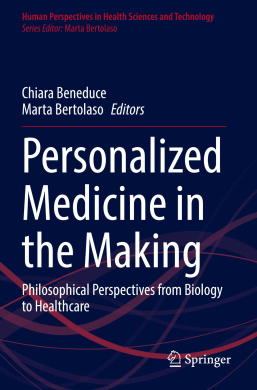 Human Perspectives in Health Sciences and Technology
Series Editor: Marta Bertolaso
Chiara Beneduce
Marta Bertolaso Editors
Personalized
Medicine in
the Making
Philosophical Perspectives from Biology
to Healthcare
Springer